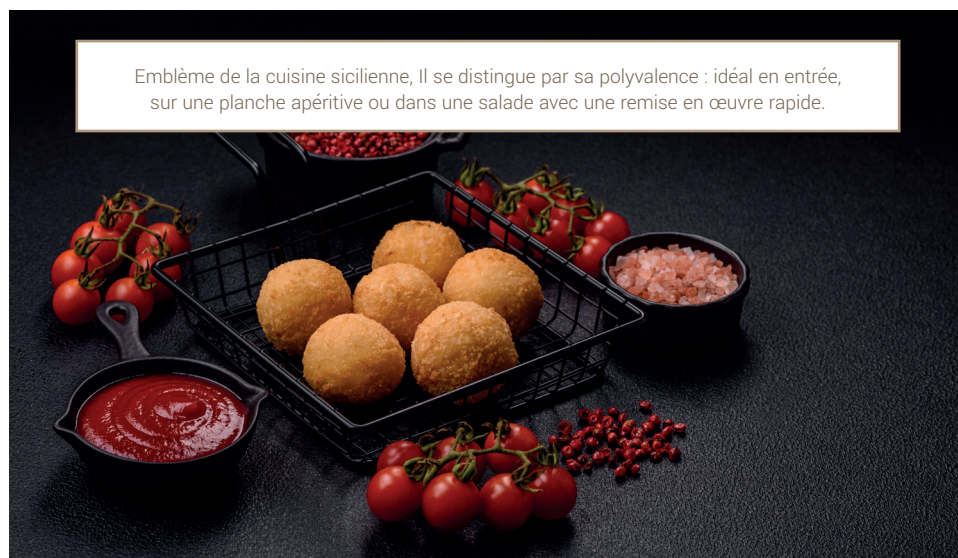 Emblème de la cuisine sicilienne, Il se distingue par sa polyvalence : idéal en entrée,
sur une planche apéritive ou dans une salade avec une remise en œuvre rapide.